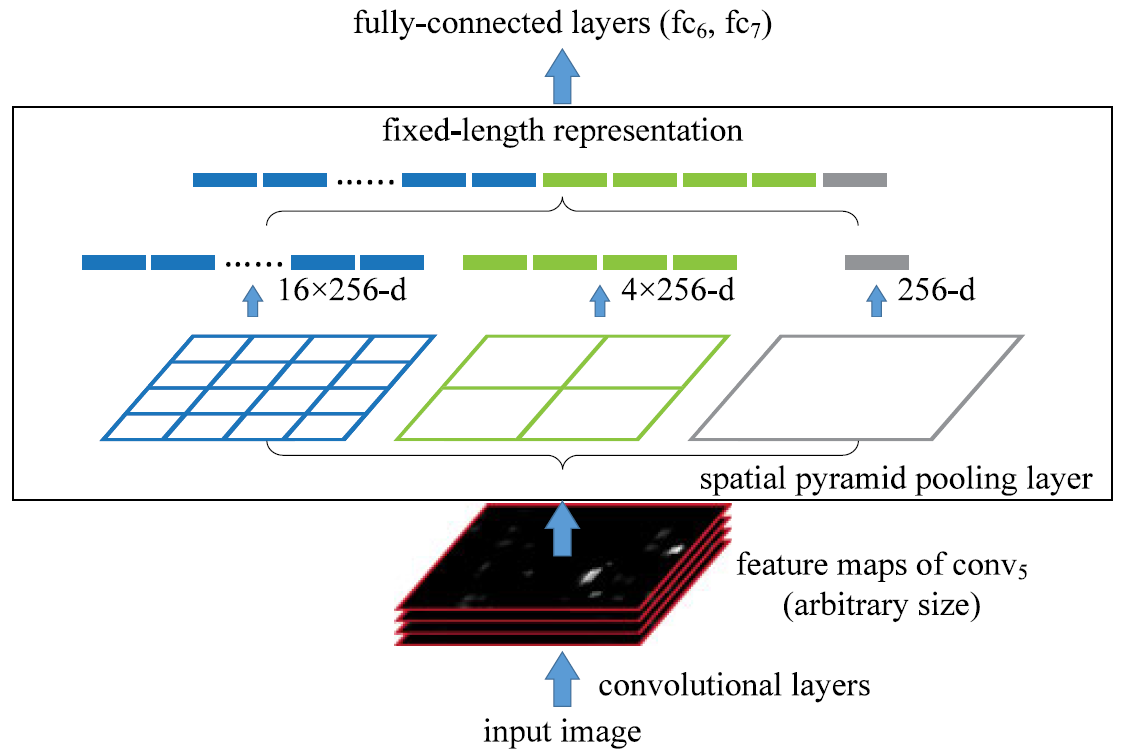 fully-connected layers (fc₆, fc₇)
fixed-length representation
......
......
16×256-d
4×256-d
256-d
spatial pyramid pooling layer
feature maps of conv₅
(arbitrary size)
convolutional layers
input image